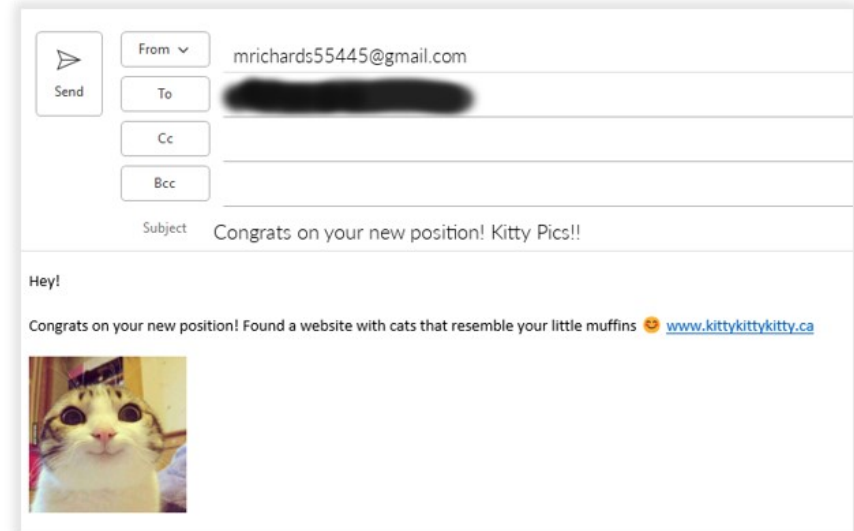 From
mrichards55445@gmail.com
Send
To
Cc
Bcc
Subject
Congrats on your new position! Kitty Pics!!
Hey!
Congrats on your new position! Found a website with cats that resemble your little muffins 😊 www.kittykittykitty.ca